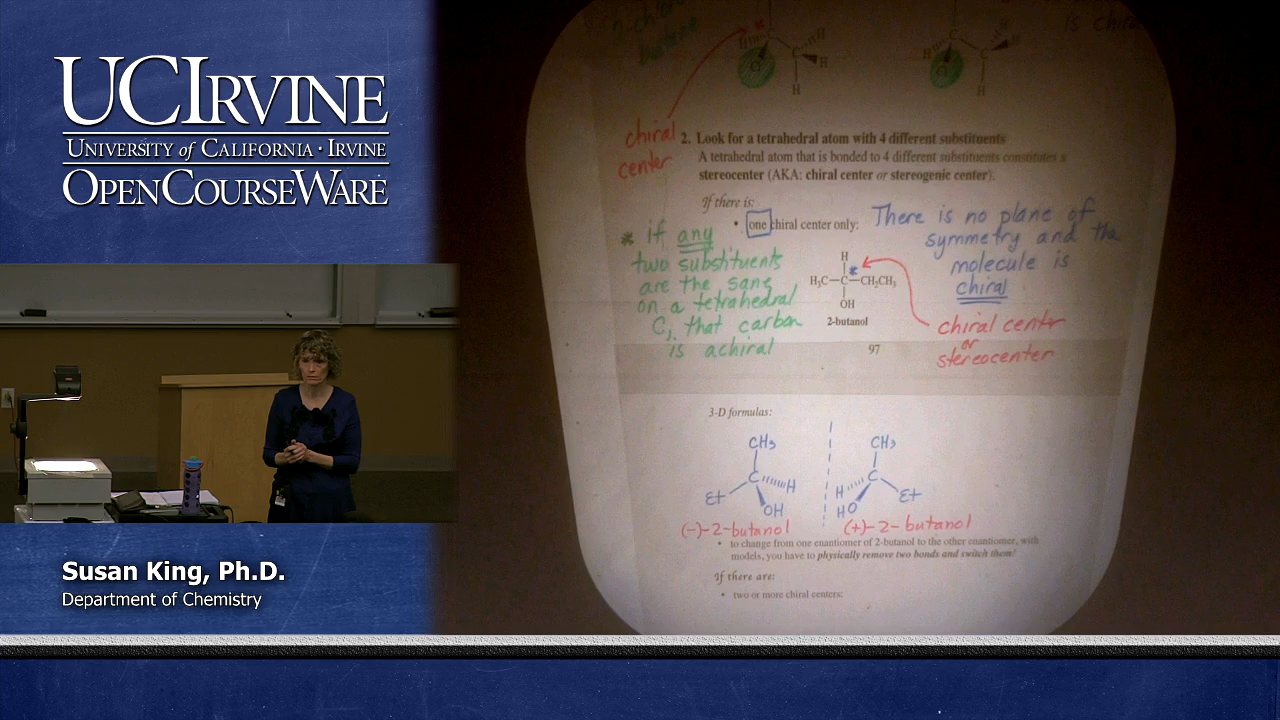 UCIRVINE
UNIVERSITY of CALIFORNIA · IRVINE
OPENCOURSEWARE
Susan King, Ph.D.
Department of Chemistry
is
H
H
H
H
C
H
H
H
chiral
center
2. Look for a tetrahedral atom with 4 different substituents
A tetrahedral atom that is bonded to 4 different substituents constitutes a
stereocenter (AKA: chiral center or stereogenic center).
If there is:
• one chiral center only:
* if any
two substituents
are the same
on a tetrahedral
C, that carbon
is achiral
There is no plane of
symmetry and the
molecule is
chiral
H
H₃C—C*—CH₂CH₃
OH
2-butanol
chiral center
or
stereocenter
97
3-D formulas:
CH₃
C
H
Et
OH
(-)-2-butanol
CH₃
C
H
Et
HO
(+)-2-butanol
• to change from one enantiomer of 2-butanol to the other enantiomer, with
models, you have to physically remove two bonds and switch them!
If there are:
• two or more chiral centers: